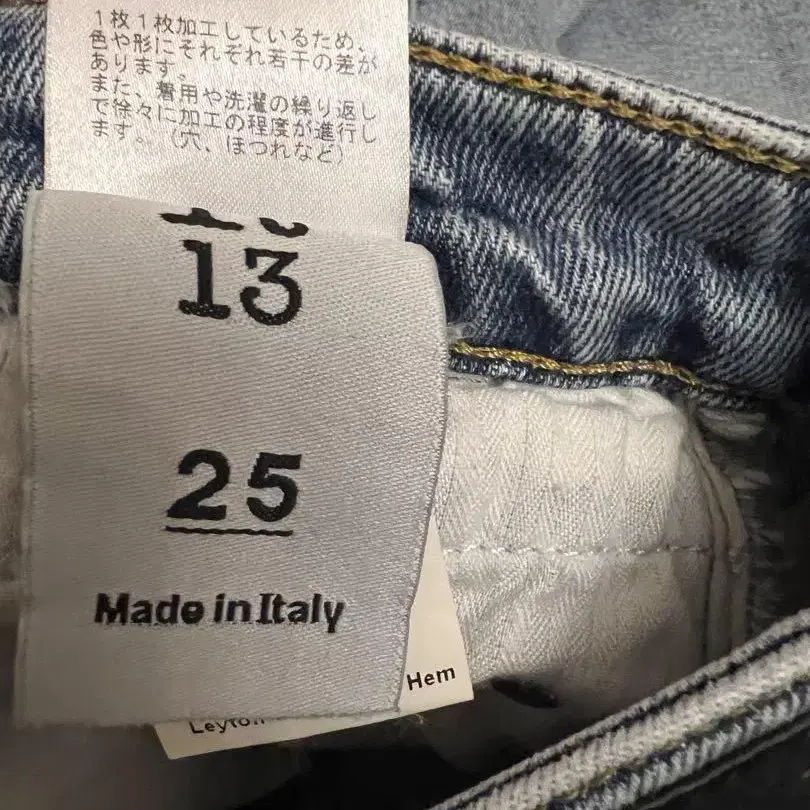 1枚1枚加工しているため、
色や形にそれぞれ若干の差が
あります。
また、着用や洗濯の繰り返し
で徐々に加工の程度が進行し
ます。（穴、ほつれなど）
13
25
Made in Italy
Hem